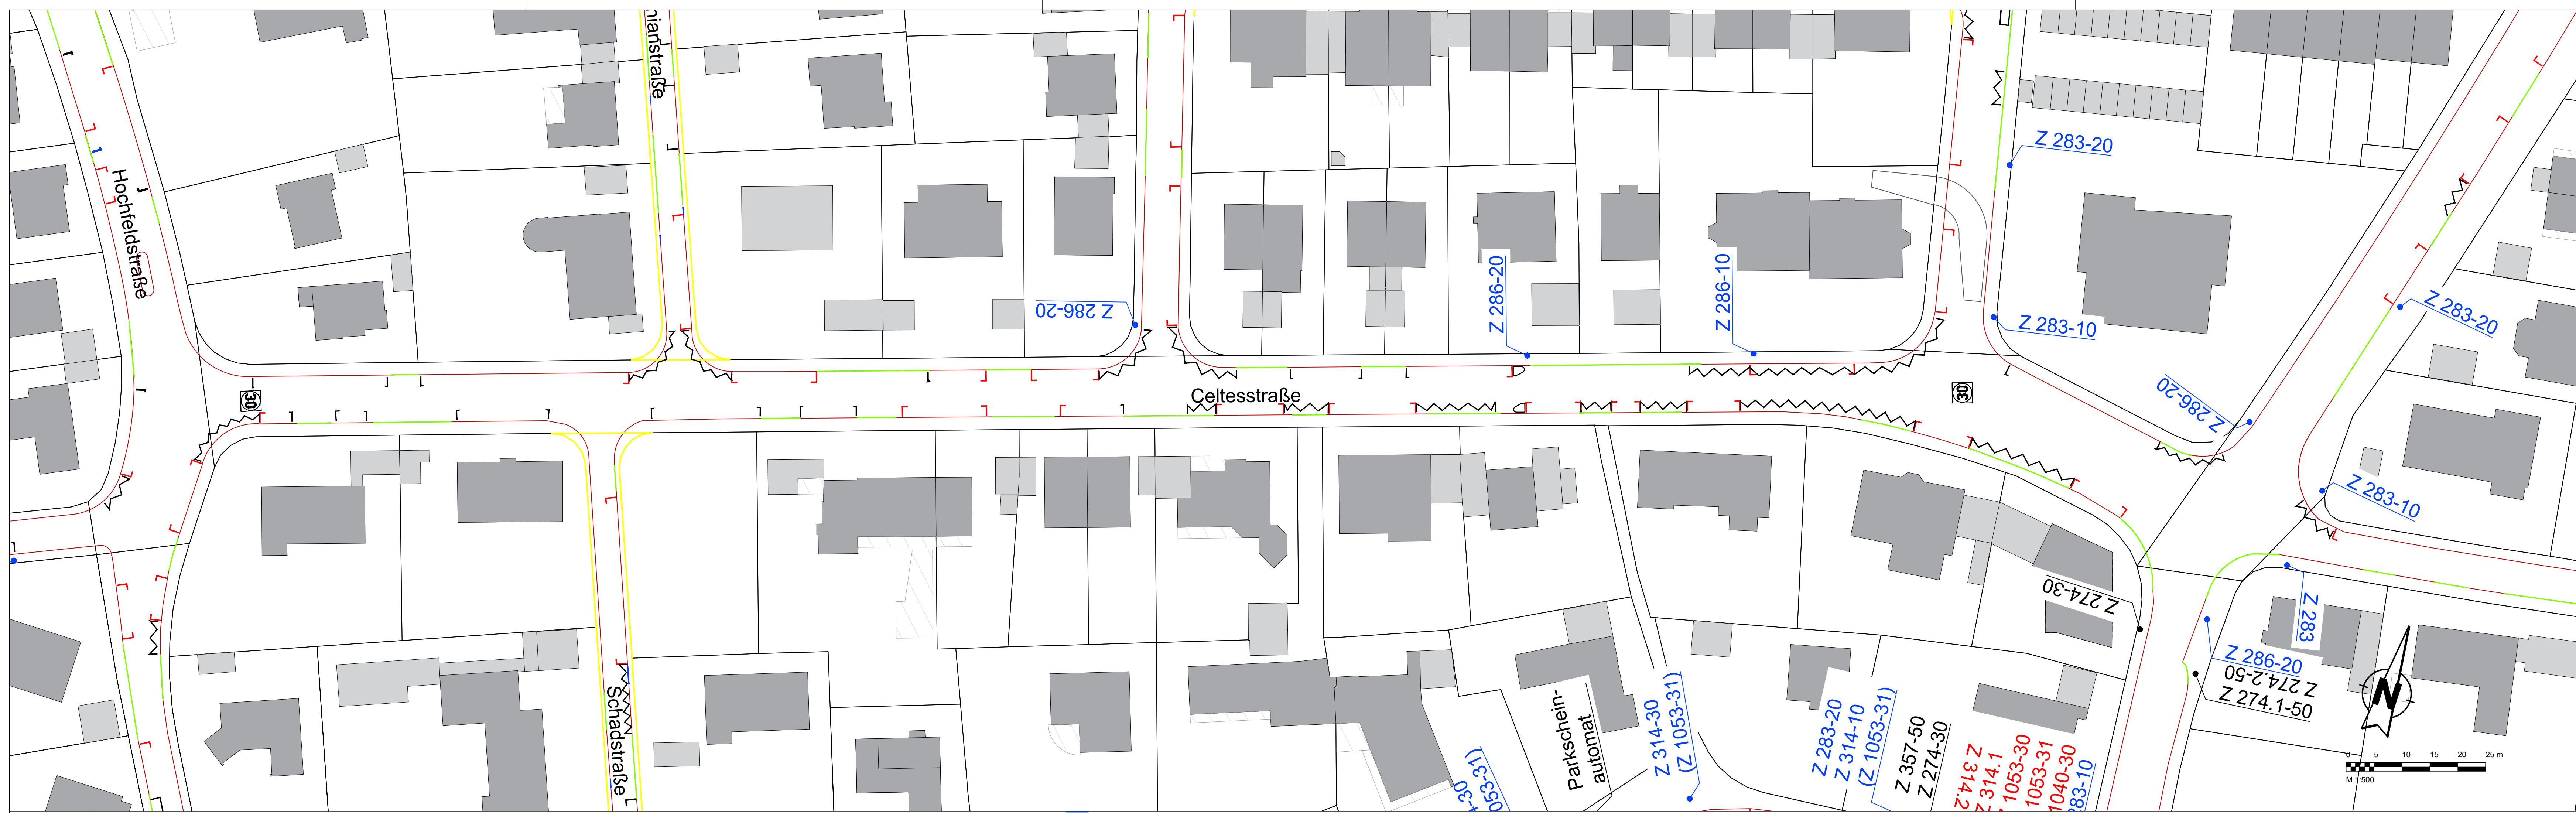 Hochfeldstraße
Z 283-20
Z 286-20
Z 286-20
Z 286-10
Z 283-10
Z 283-20
30
Celtesstraße
30
Z 286-20
Z 283-10
Z 274-30
Z 283
Z 286-20
Z 274.2-50
Z 274.1-50
N
Schadstraße
Parkschein-
automat
Z 314-30
(Z 1053-31)
Z 283-20
Z 314-10
(Z 1053-31)
Z 357-50
Z 274-30
Z 314.2
Z 314.1
1053-30
1053-31
1040-30
0 5 10 15 20 25 m
M 1:500